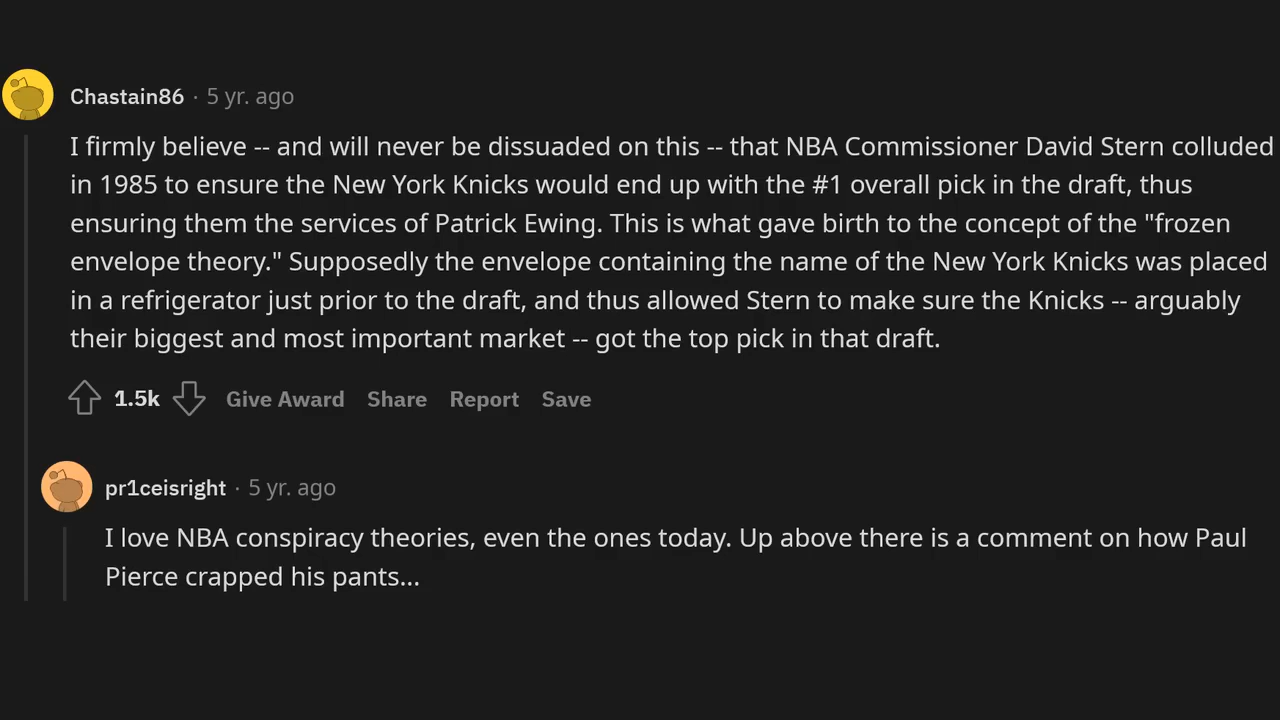 Chastain86 · 5 yr. ago
I firmly believe -- and will never be dissuaded on this -- that NBA Commissioner David Stern colluded
in 1985 to ensure the New York Knicks would end up with the #1 overall pick in the draft, thus
ensuring them the services of Patrick Ewing. This is what gave birth to the concept of the "frozen
envelope theory." Supposedly the envelope containing the name of the New York Knicks was placed
in a refrigerator just prior to the draft, and thus allowed Stern to make sure the Knicks -- arguably
their biggest and most important market -- got the top pick in that draft.
1.5k Give Award Share Report Save
pr1ceisright · 5 yr. ago
I love NBA conspiracy theories, even the ones today. Up above there is a comment on how Paul
Pierce crapped his pants...